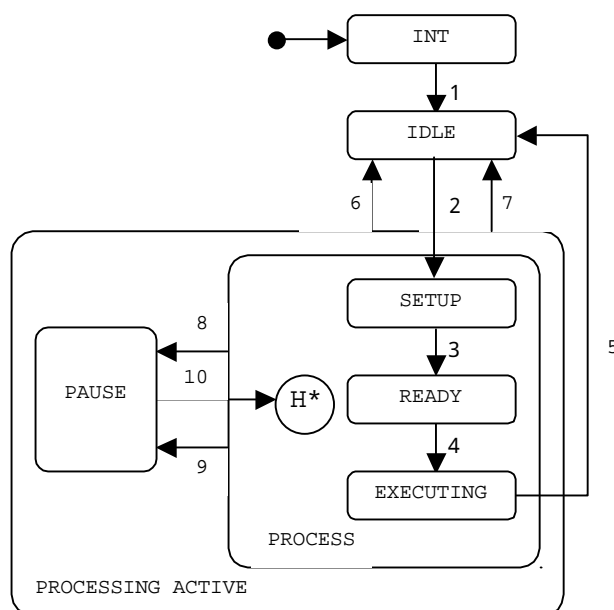 INT
1
IDLE
6
2
7
SETUP
8
3
5
PAUSE
10
H*
READY
9
4
EXECUTING
PROCESS
PROCESSING ACTIVE